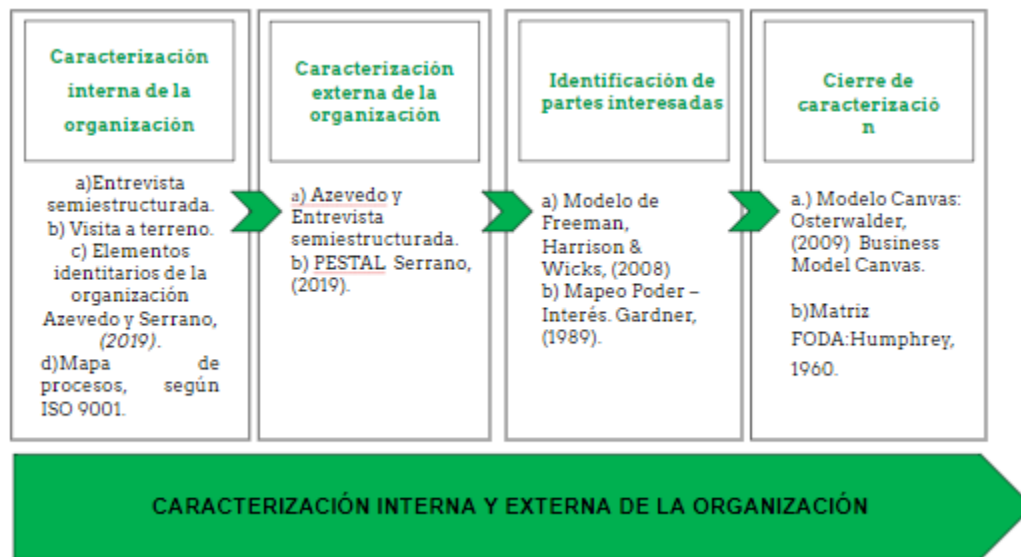 Caracterización
interna de la
organización
a)Entrevista
semiestructurada.
b) Visita a terreno.
c) Elementos
identitarios de la
organización
Azevedo y Serrano,
(2019).
d)Mapa de
procesos, según
ISO 9001.
Caracterización
externa de la
organización
a) Azevedo y
Entrevista
semiestructurada.
b) PESTAL Serrano,
(2019).
Identificación de
partes interesadas
a) Modelo de
Freeman,
Harrison &
Wicks, (2008)
b) Mapeo Poder –
Interés. Gardner,
(1989).
Cierre de
caracterizació
n
a.) Modelo Canvas:
Osterwalder,
(2009) Business
Model Canvas.
b)Matriz
FODA:Humphrey,
1960.
CARACTERIZACIÓN INTERNA Y EXTERNA DE LA ORGANIZACIÓN